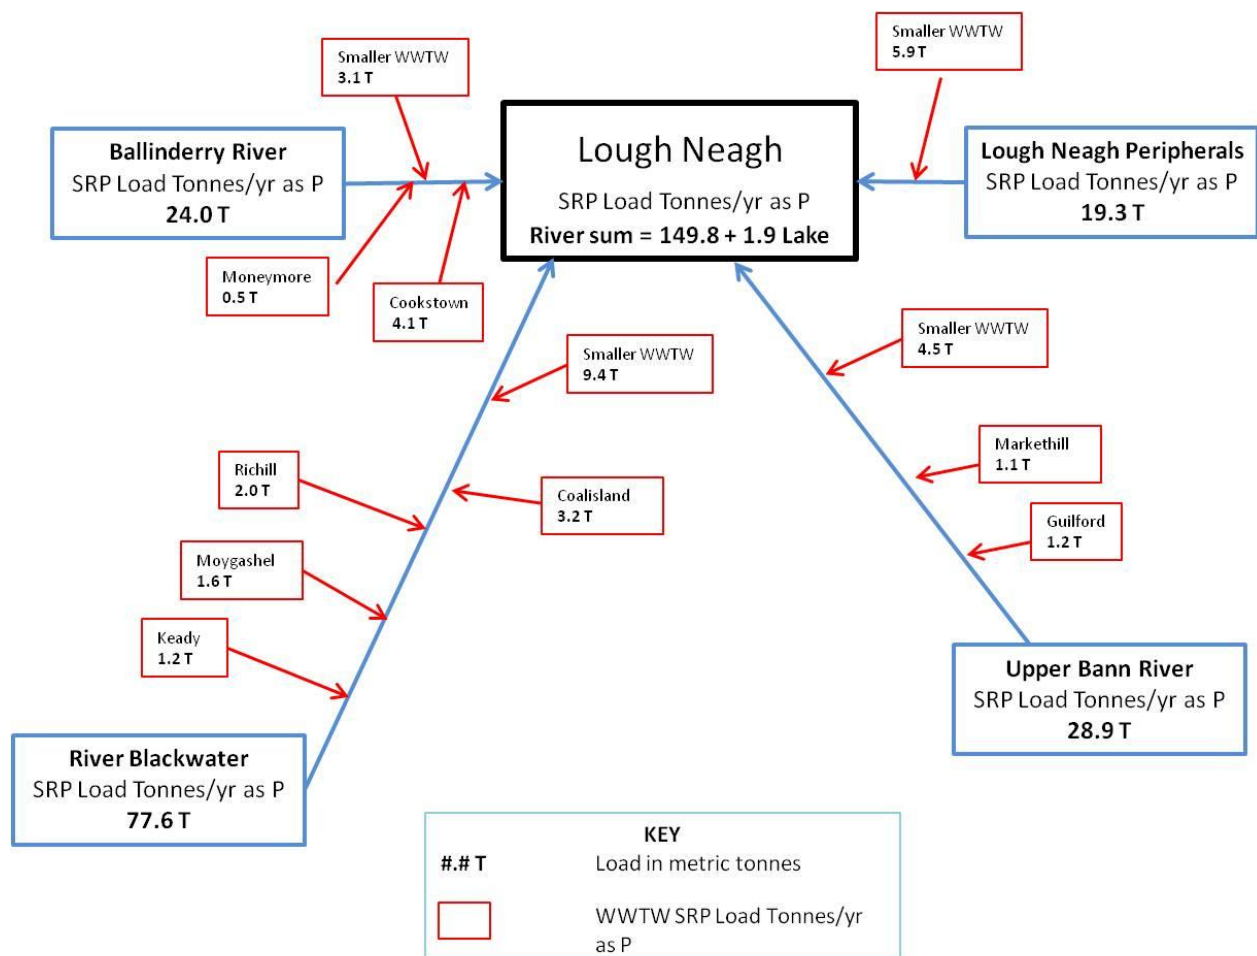 Smaller WWTW
3.1 T
Smaller WWTW
5.9 T
Ballinderry River
SRP Load Tonnes/yr as P
24.0 T
Lough Neagh
SRP Load Tonnes/yr as P
River sum = 149.8 + 1.9 Lake
Lough Neagh Peripherals
SRP Load Tonnes/yr as P
19.3 T
Moneymore
0.5 T
Cookstown
4.1 T
Smaller WWTW
9.4 T
Smaller WWTW
4.5 T
Richill
2.0 T
Coalisland
3.2 T
Markethill
1.1 T
Guilford
1.2 T
Moygashel
1.6 T
Keady
1.2 T
Upper Bann River
SRP Load Tonnes/yr as P
28.9 T
River Blackwater
SRP Load Tonnes/yr as P
77.6 T
KEY
#.# T Load in metric tonnes
WWTW SRP Load Tonnes/yr
as P